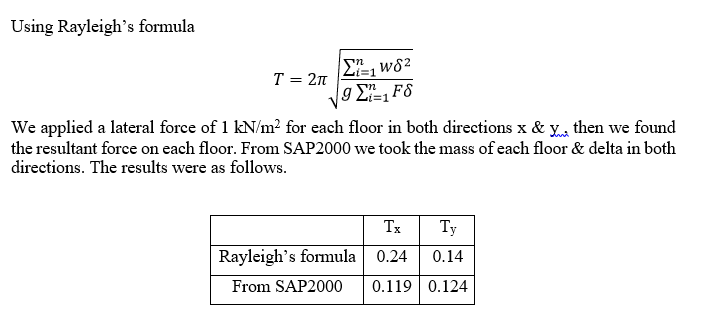 Using Rayleigh's formula
T = 2π √(∑ⁿᵢ₌₁ wδ² / g ∑ⁿᵢ₌₁ Fδ)
We applied a lateral force of 1 kN/m² for each floor in both directions x & y., then we found
the resultant force on each floor. From SAP2000 we took the mass of each floor & delta in both
directions. The results were as follows.
Tx Ty
Rayleigh's formula 0.24 0.14
From SAP2000 0.119 0.124